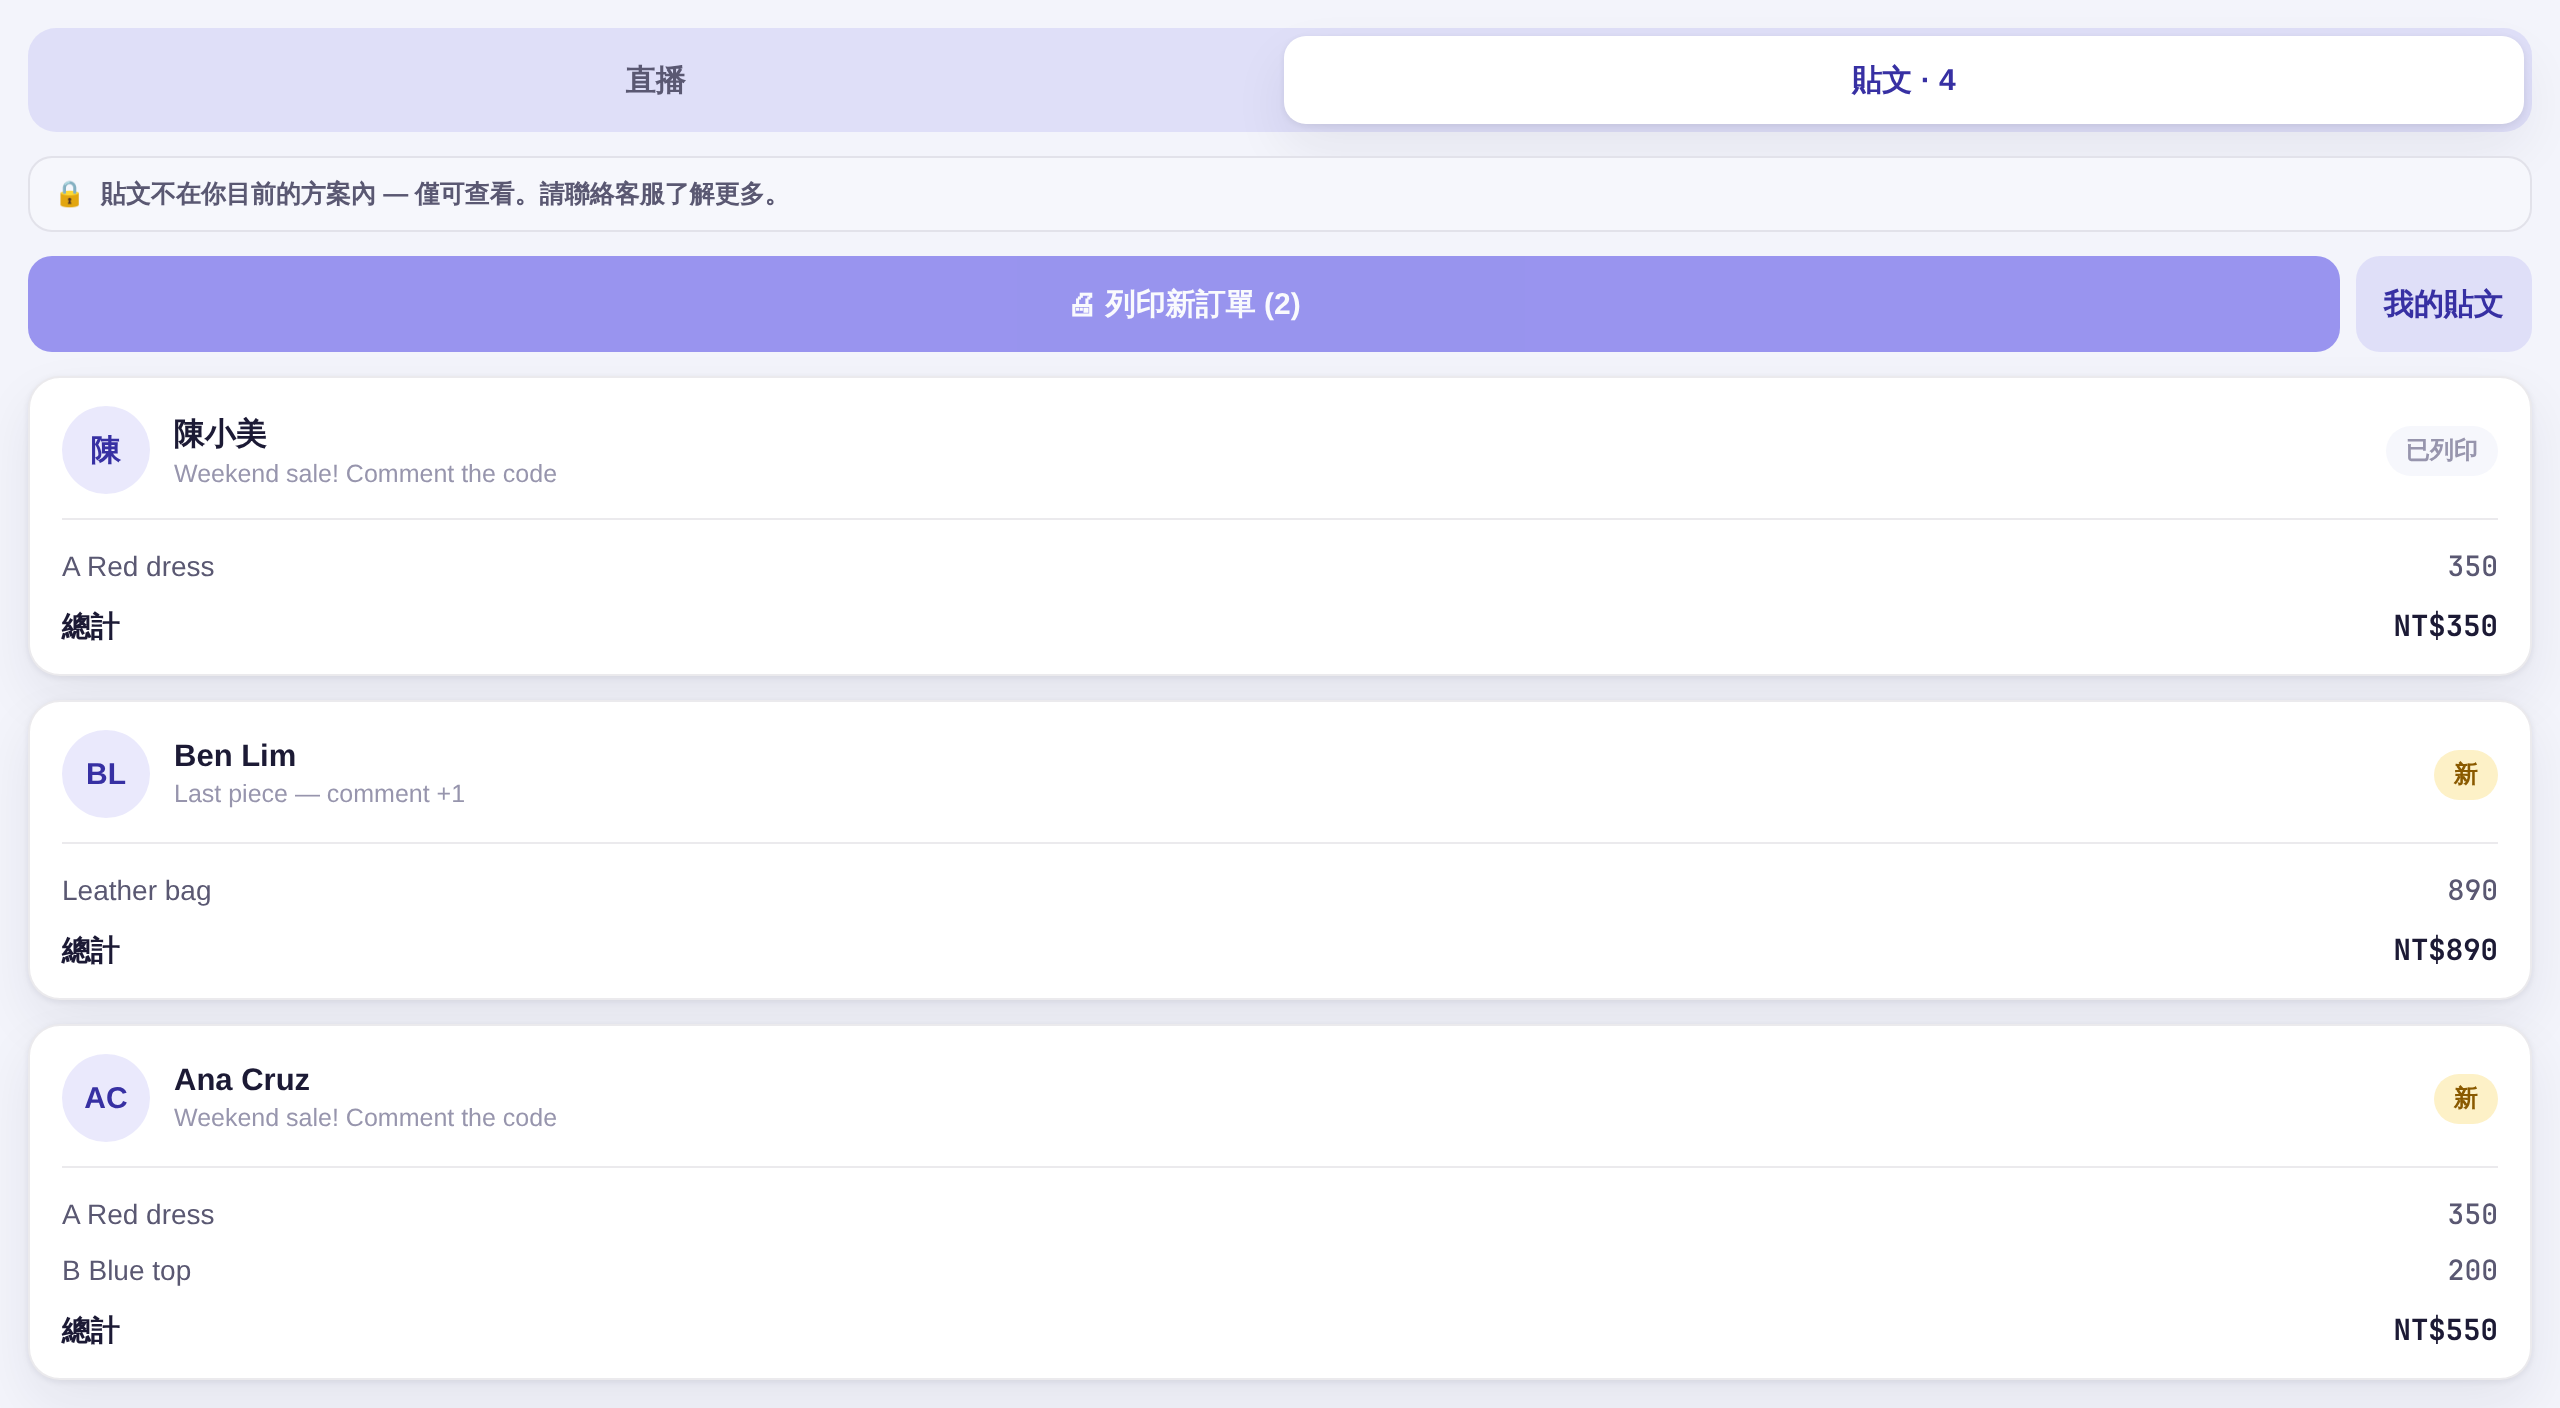 直播
貼文 · 4
🔒 貼文不在你目前的方案內 — 僅可查看。請聯絡客服了解更多。
🖨 列印新訂單 (2)
我的貼文
陳
陳小美
Weekend sale! Comment the code
已列印
A Red dress 350
總計 NT$350
BL
Ben Lim
Last piece — comment +1
新
Leather bag 890
總計 NT$890
AC
Ana Cruz
Weekend sale! Comment the code
新
A Red dress 350
B Blue top 200
總計 NT$550